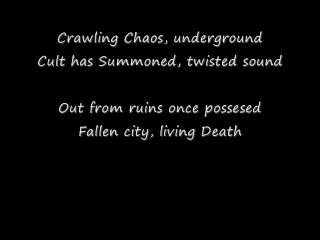 Crawling Chaos, underground
Cult has Summoned, twisted sound
Out from ruins once possesed
Fallen city, living Death